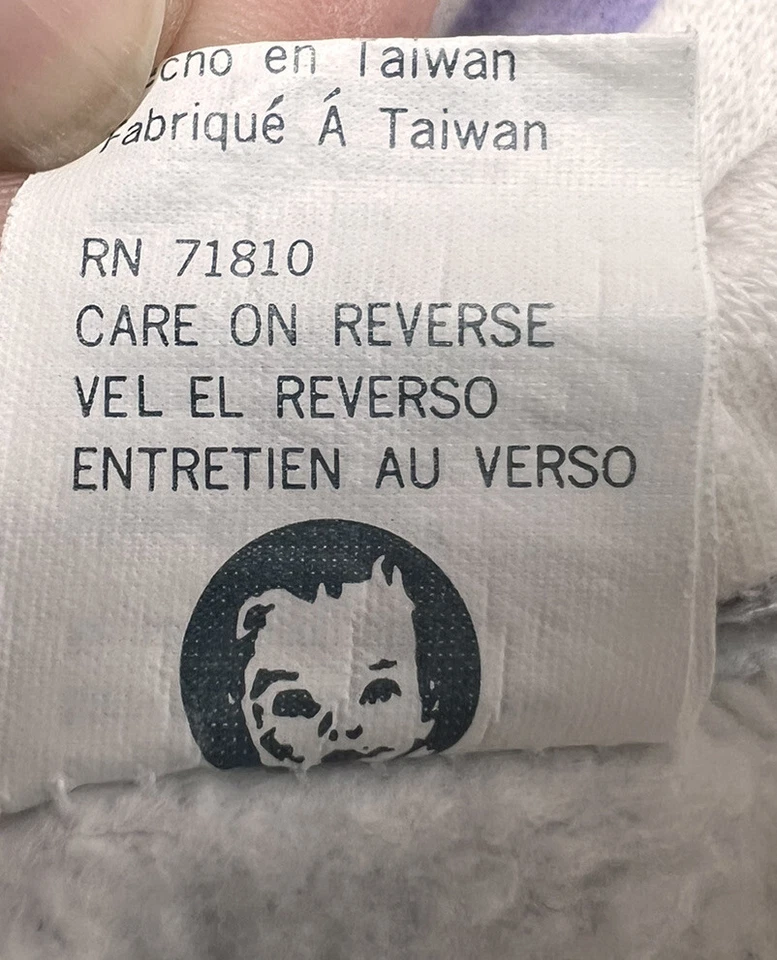 echo en Taiwan
Fabriqué Á Taiwan
RN 71810
CARE ON REVERSE
VEL EL REVERSO
ENTRETIEN AU VERSO